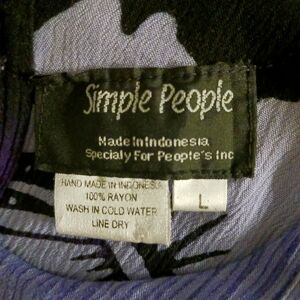 Simple People
Made In Indonesia
Specialy For People's Inc
HAND MADE IN INDONESIA
100% RAYON
WASH IN COLD WATER
LINE DRY
L